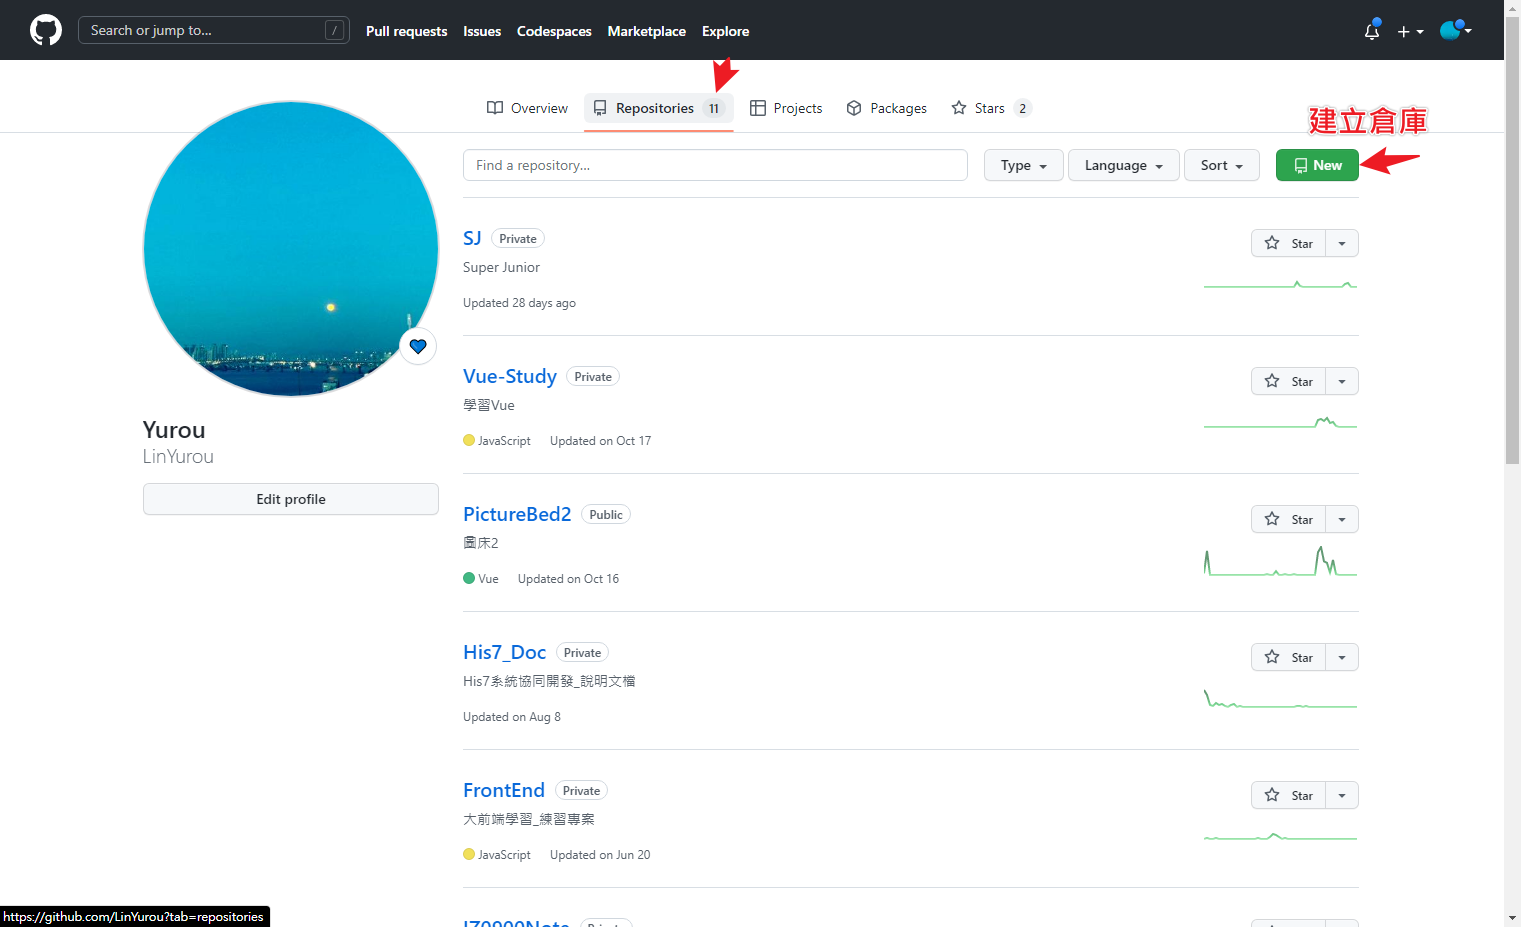 Search or jump to... /
Pull requests Issues Codespaces Marketplace Explore
Overview Repositories 11 Projects Packages Stars 2
建立倉庫
Find a repository... Type Language Sort New
SJ Private Star
Super Junior
Updated 28 days ago
Vue-Study Private Star
學習Vue
JavaScript Updated on Oct 17
Yurou
LinYurou
Edit profile
PictureBed2 Public Star
圖床2
Vue Updated on Oct 16
His7_Doc Private Star
His7系統協同開發_說明文檔
Updated on Aug 8
FrontEnd Private Star
大前端學習_練習專案
JavaScript Updated on Jun 20
https://github.com/LinYurou?tab=repositories